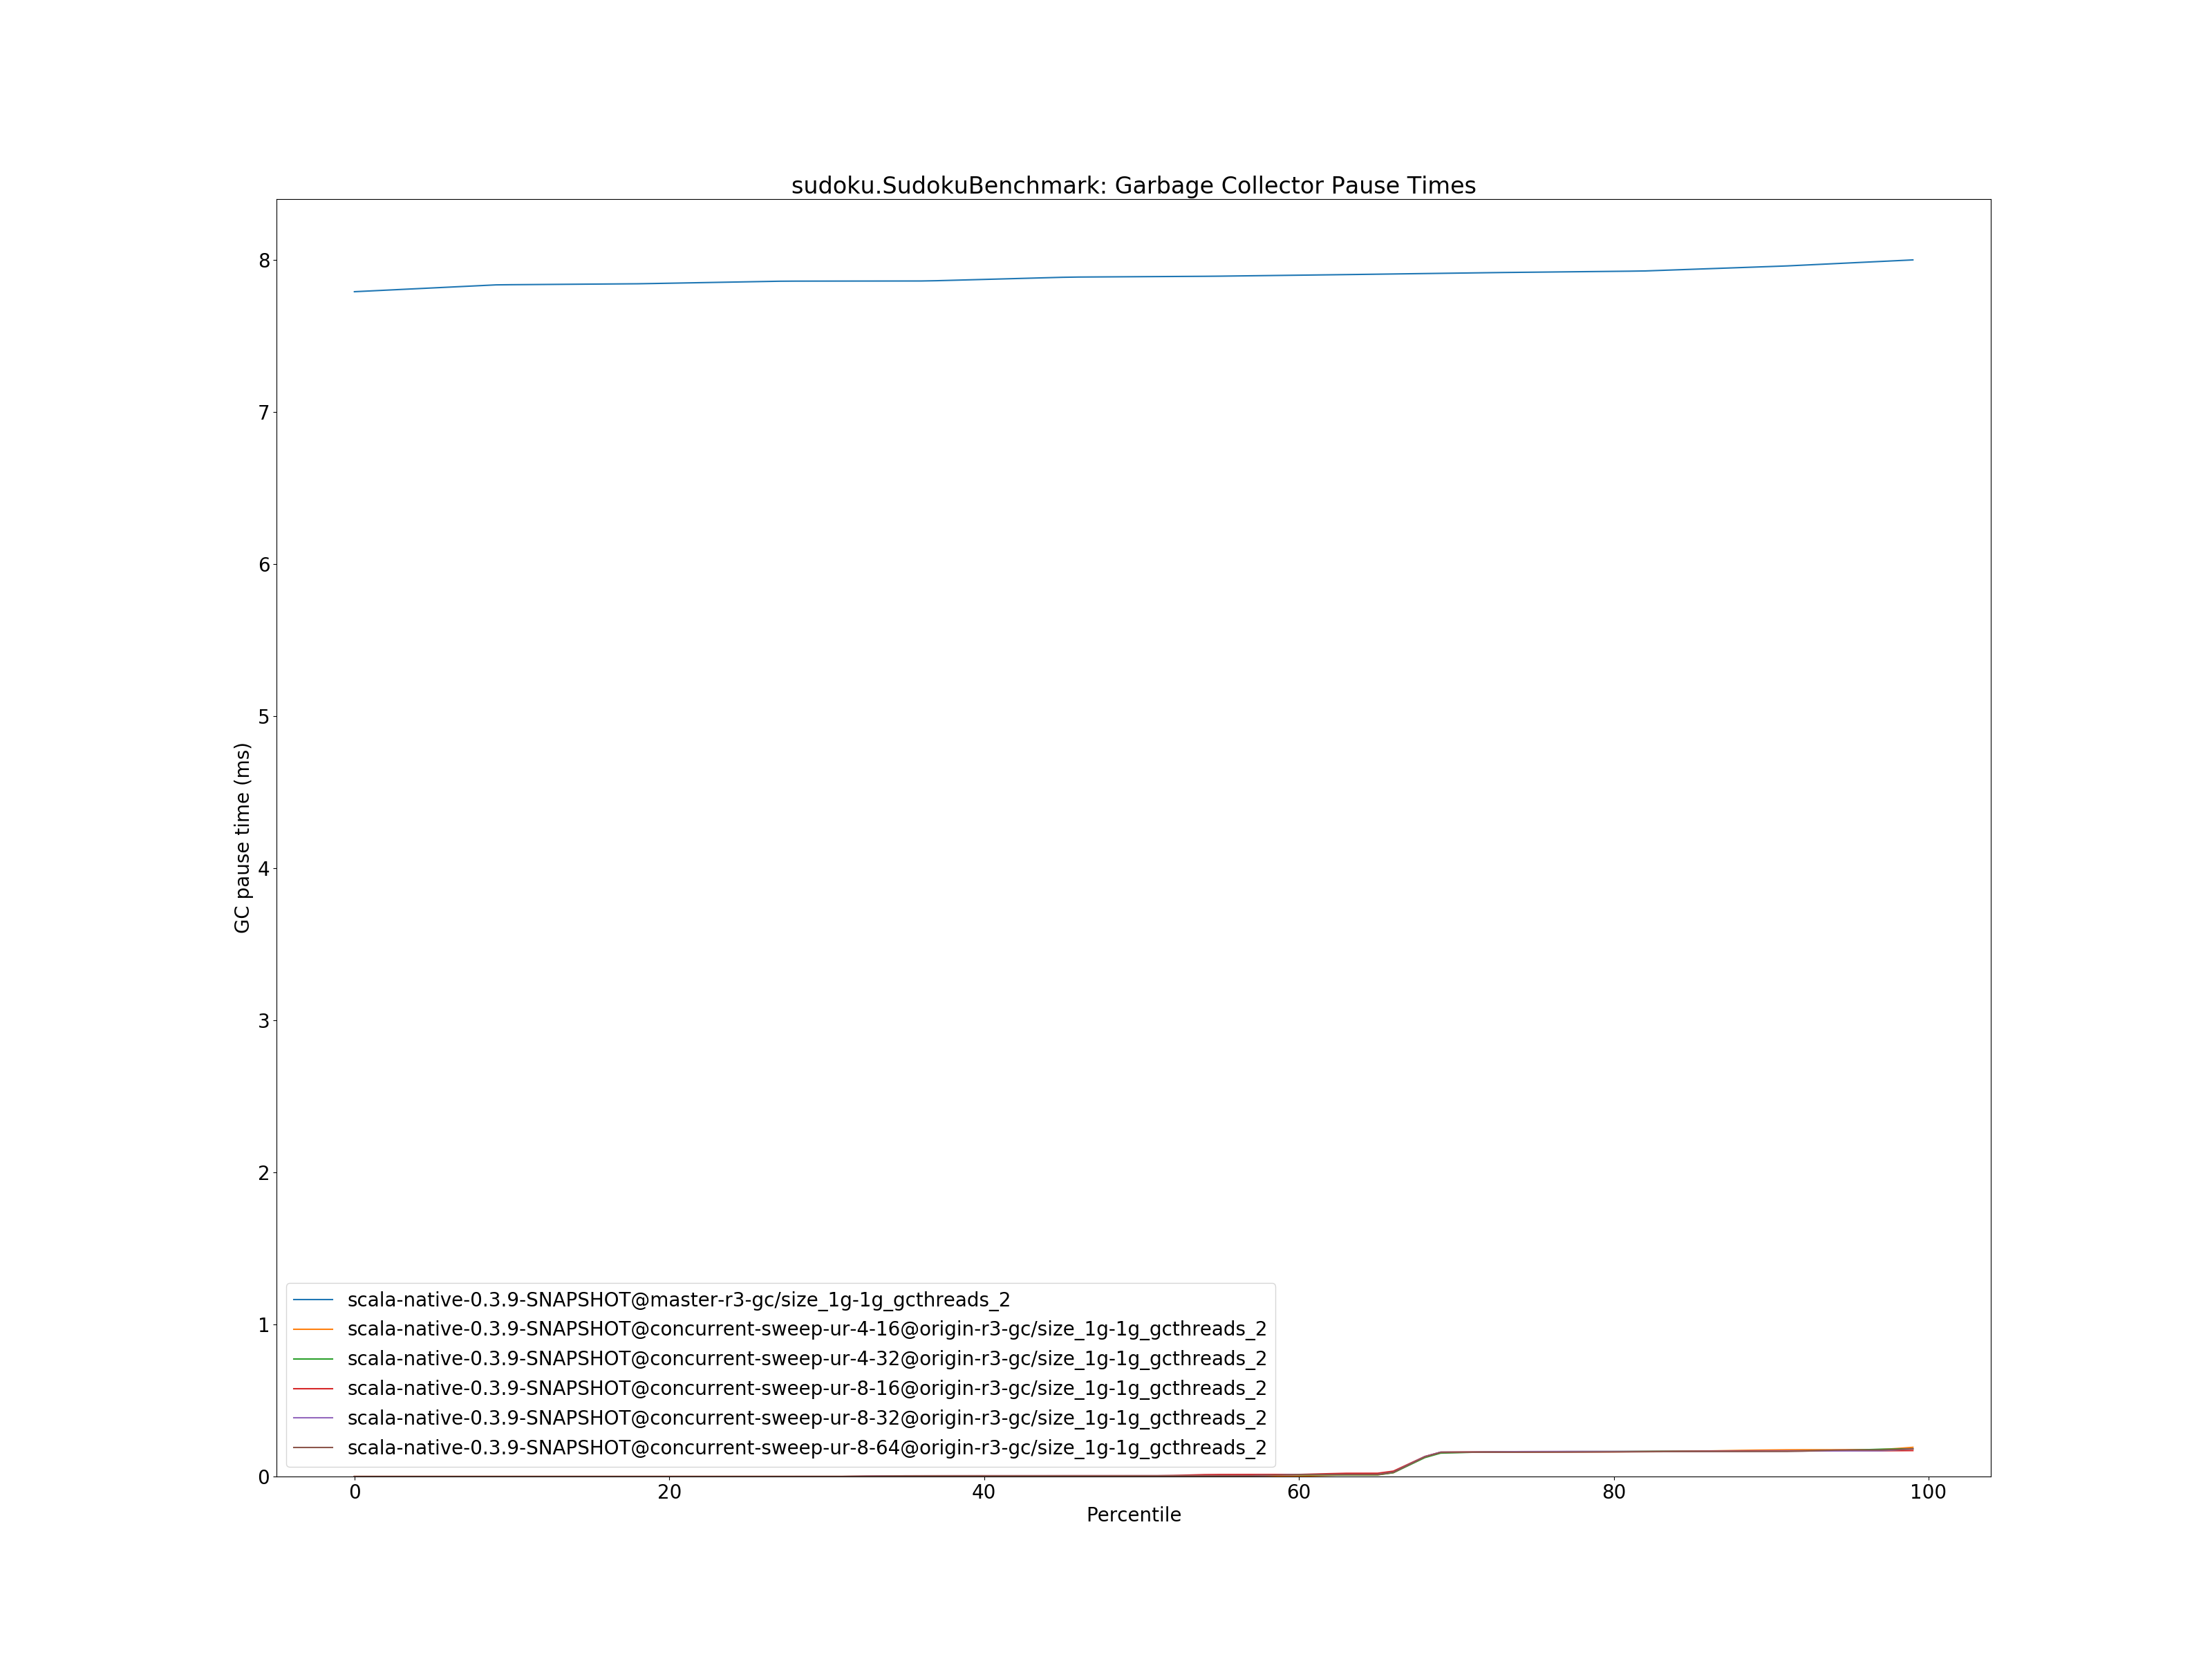 sudoku.SudokuBenchmark: Garbage Collector Pause Times
8
7
6
5
4
3
2
1
0
GC pause time (ms)
scala-native-0.3.9-SNAPSHOT@master-r3-gc/size_1g-1g_gcthreads_2
scala-native-0.3.9-SNAPSHOT@concurrent-sweep-ur-4-16@origin-r3-gc/size_1g-1g_gcthreads_2
scala-native-0.3.9-SNAPSHOT@concurrent-sweep-ur-4-32@origin-r3-gc/size_1g-1g_gcthreads_2
scala-native-0.3.9-SNAPSHOT@concurrent-sweep-ur-8-16@origin-r3-gc/size_1g-1g_gcthreads_2
scala-native-0.3.9-SNAPSHOT@concurrent-sweep-ur-8-32@origin-r3-gc/size_1g-1g_gcthreads_2
scala-native-0.3.9-SNAPSHOT@concurrent-sweep-ur-8-64@origin-r3-gc/size_1g-1g_gcthreads_2
0 20 40 60 80 100
Percentile